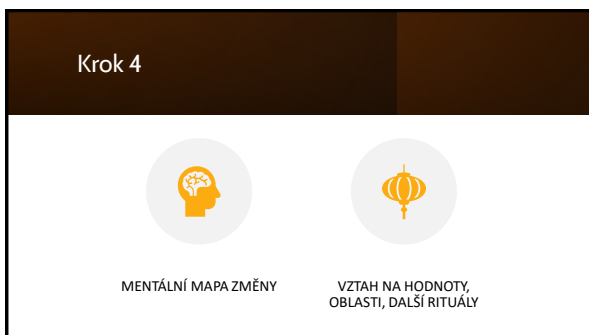 Krok 4
MENTÁLNÍ MAPA ZMĚNY
VZTAH NA HODNOTY,
OBLASTI, DALŠÍ RITUÁLY